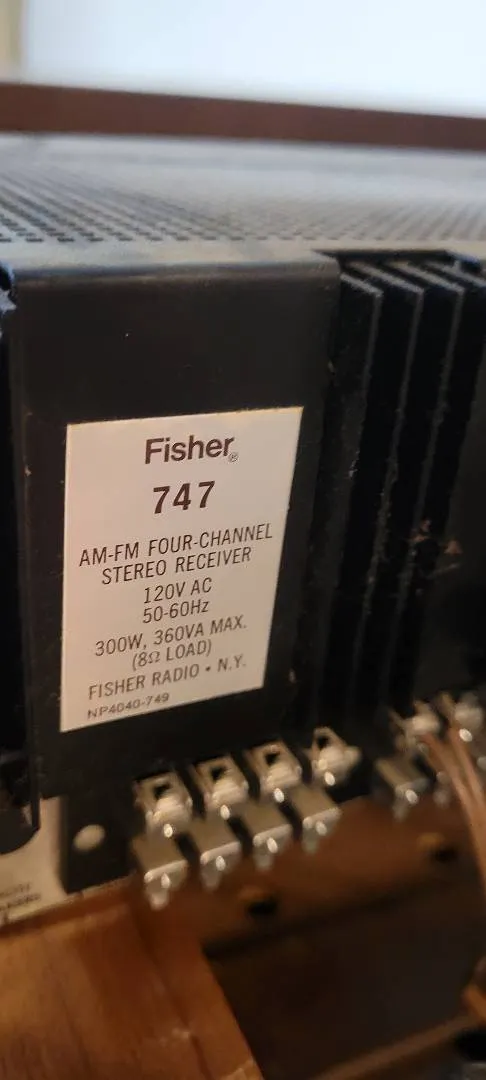 Fisher®
747
AM-FM FOUR-CHANNEL
STEREO RECEIVER
120V AC
50-60Hz
300W, 360VA MAX.
(8Ω LOAD)
FISHER RADIO • N.Y.
NP4040-749